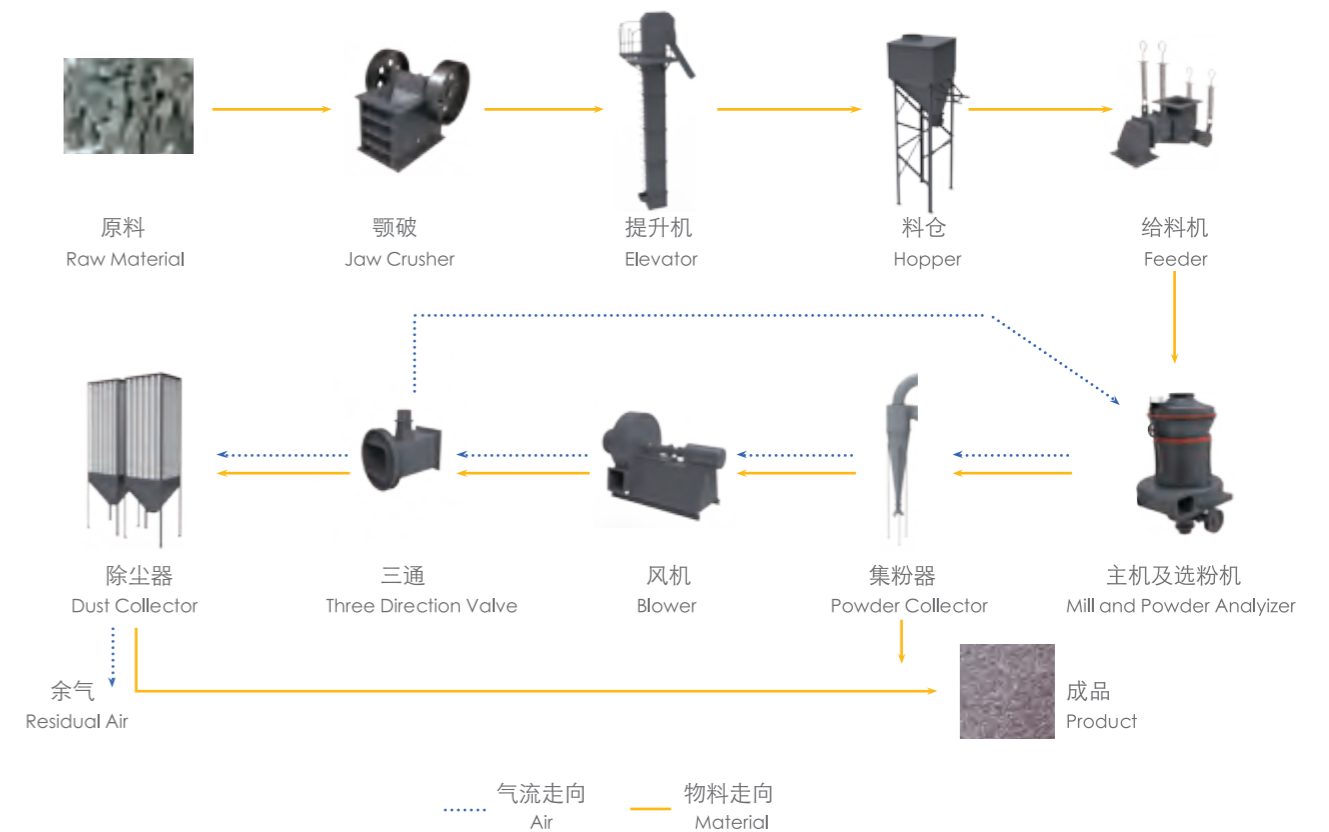 原料
Raw Material
颚破
Jaw Crusher
提升机
Elevator
料仓
Hopper
给料机
Feeder
除尘器
Dust Collector
三通
Three Direction Valve
风机
Blower
集粉器
Powder Collector
主机及选粉机
Mill and Powder Analyizer
余气
Residual Air
成品
Product
气流走向
Air
物料走向
Material